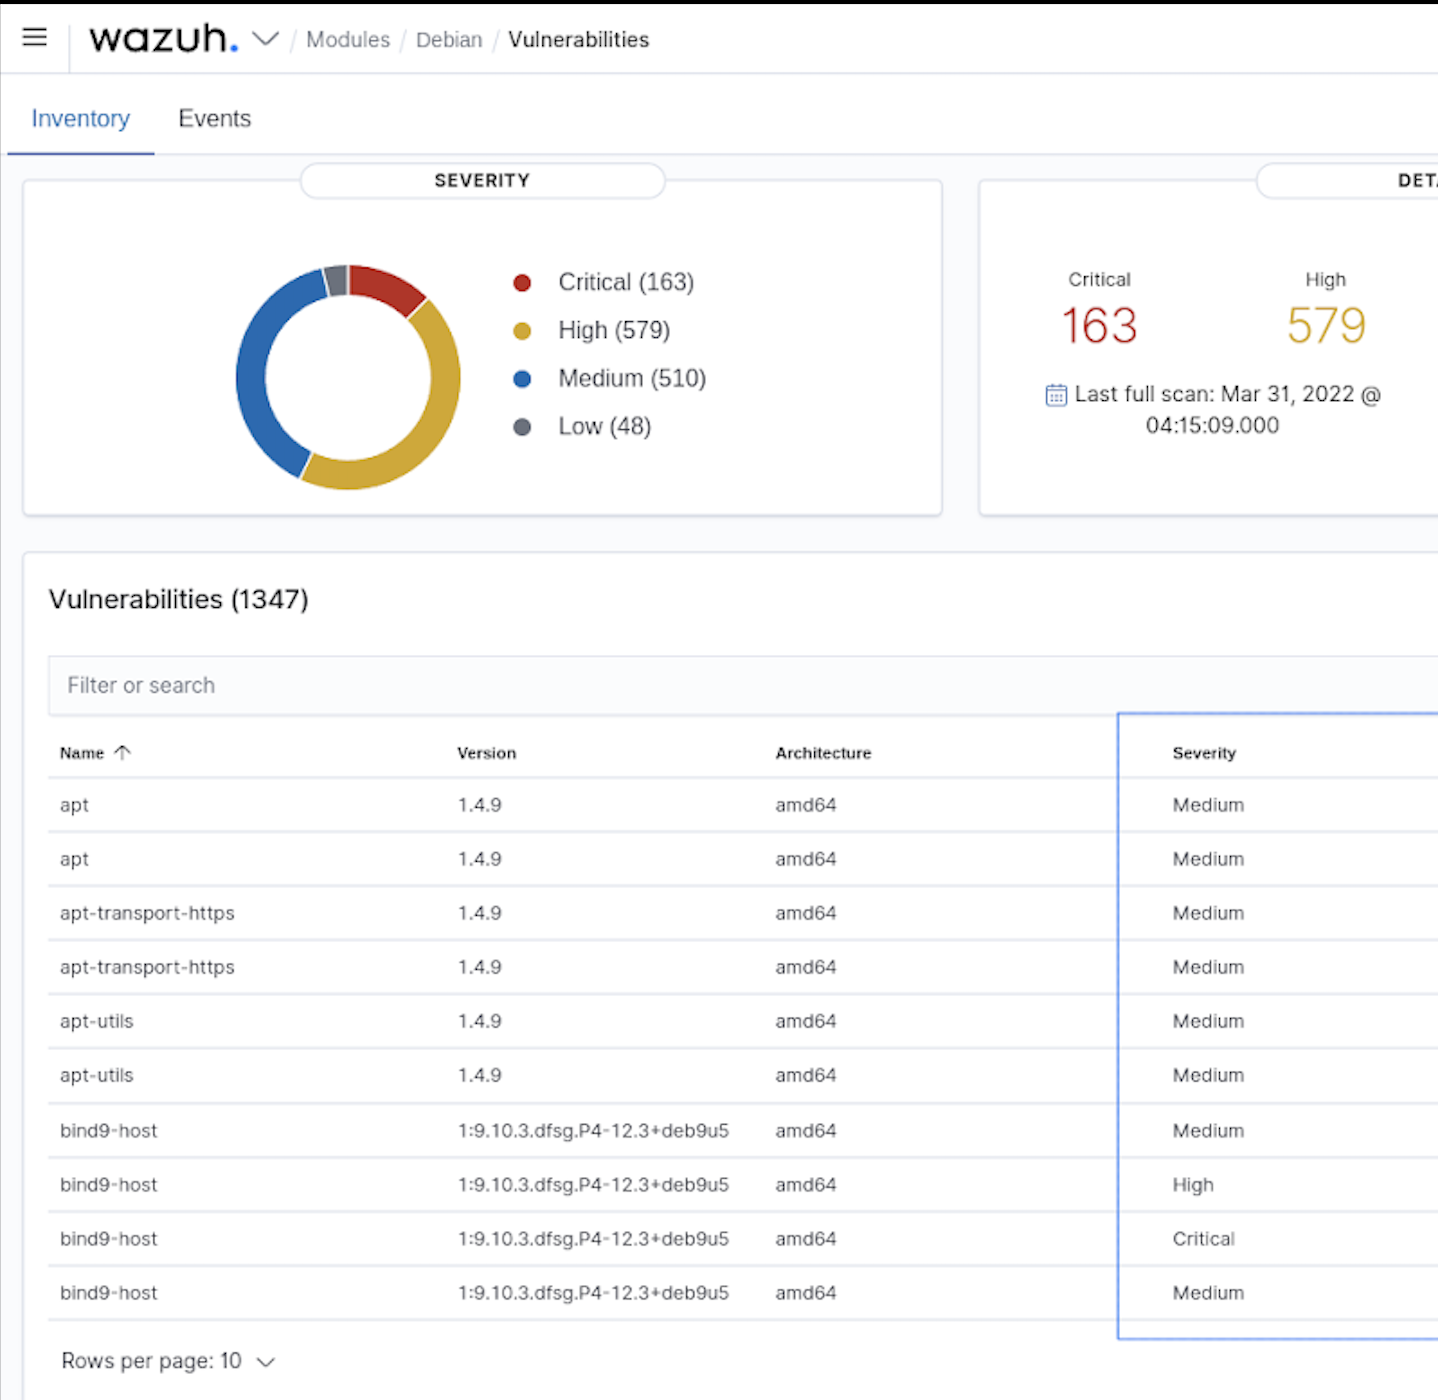 wazuh. / Modules / Debian / Vulnerabilities
Inventory Events
SEVERITY
Critical (163)
High (579)
Medium (510)
Low (48)
DETA
Critical High
163 579
Last full scan: Mar 31, 2022 @
04:15:09.000
Vulnerabilities (1347)
Filter or search
Name Version Architecture Severity
apt 1.4.9 amd64 Medium
apt 1.4.9 amd64 Medium
apt-transport-https 1.4.9 amd64 Medium
apt-transport-https 1.4.9 amd64 Medium
apt-utils 1.4.9 amd64 Medium
apt-utils 1.4.9 amd64 Medium
bind9-host 1:9.10.3.dfsg.P4-12.3+deb9u5 amd64 Medium
bind9-host 1:9.10.3.dfsg.P4-12.3+deb9u5 amd64 High
bind9-host 1:9.10.3.dfsg.P4-12.3+deb9u5 amd64 Critical
bind9-host 1:9.10.3.dfsg.P4-12.3+deb9u5 amd64 Medium
Rows per page: 10